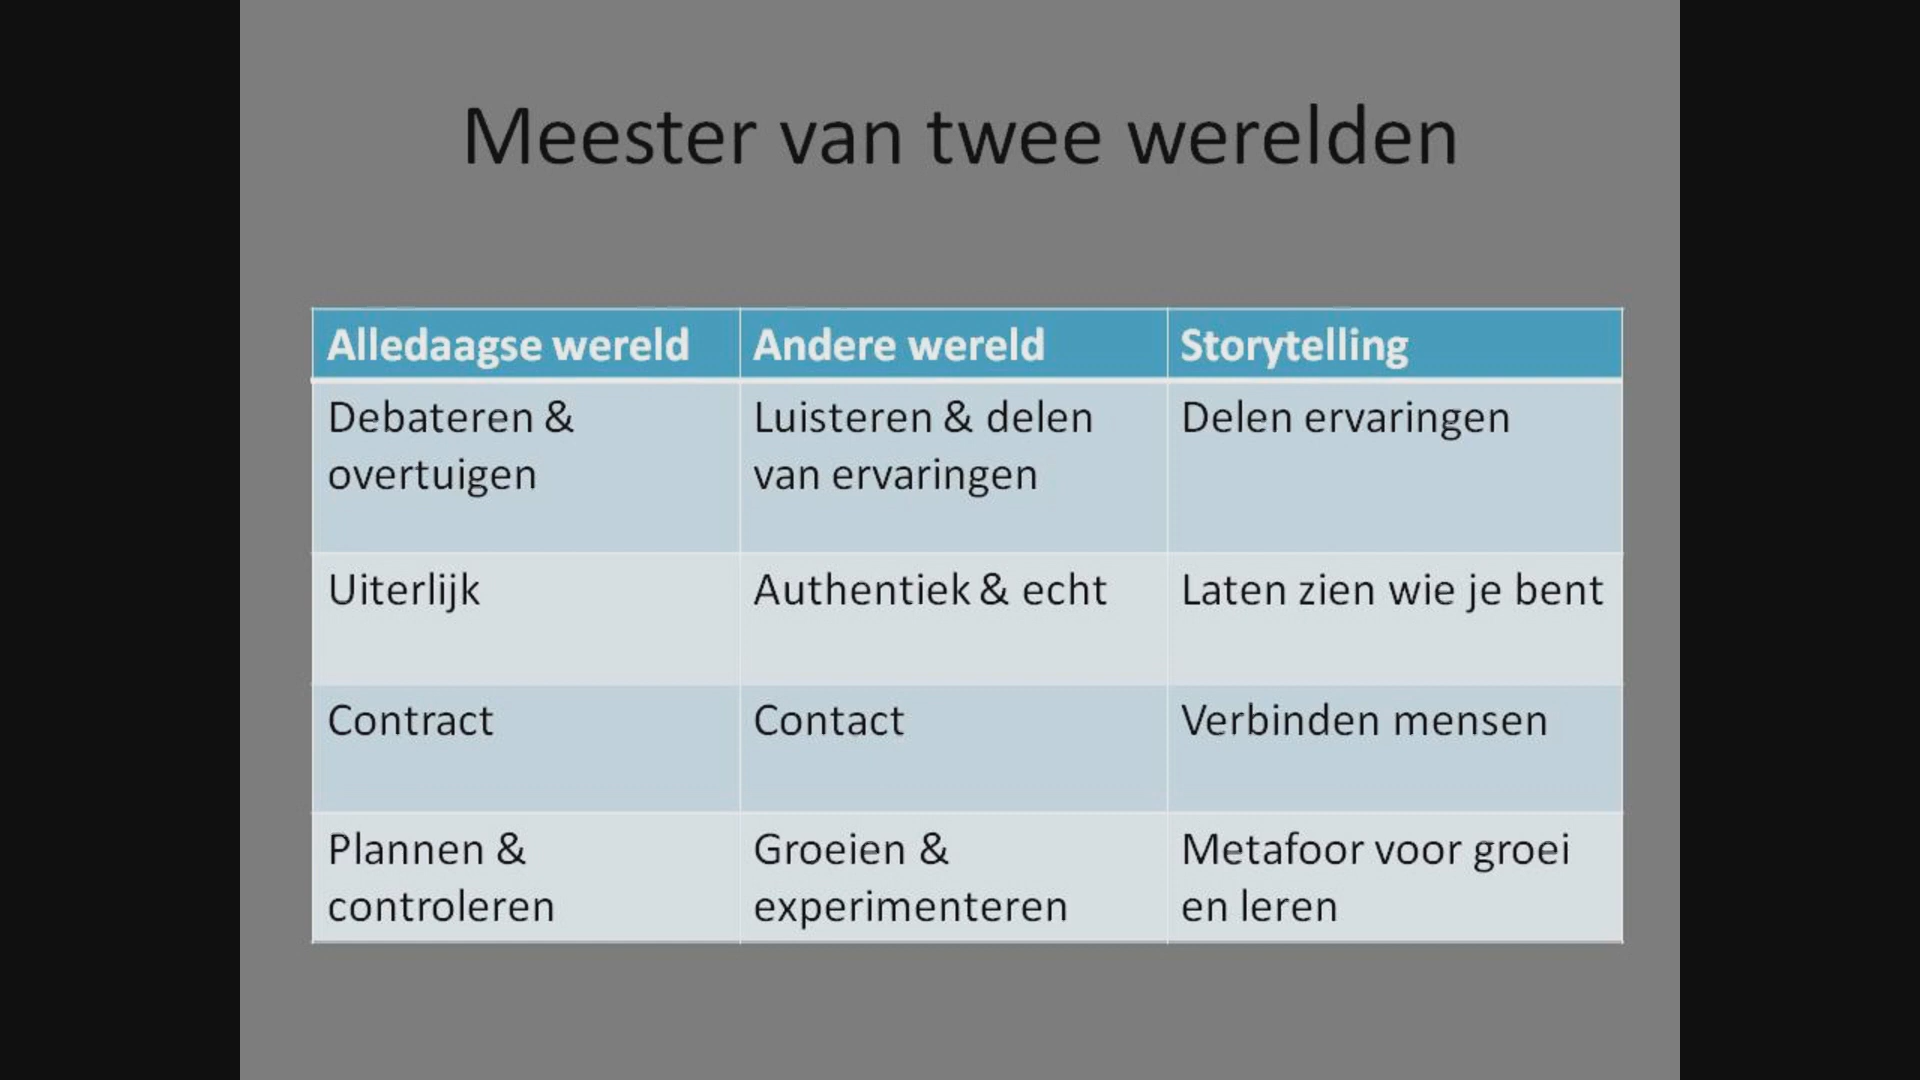 Meester van twee werelden
Alledaagse wereld
Andere wereld
Storytelling
Debateren &
overtuigen
Luisteren & delen
van ervaringen
Delen ervaringen
Uiterlijk
Authentiek & echt
Laten zien wie je bent
Contract
Contact
Verbinden mensen
Plannen &
controleren
Groeien &
experimenteren
Metafoor voor groei
en leren